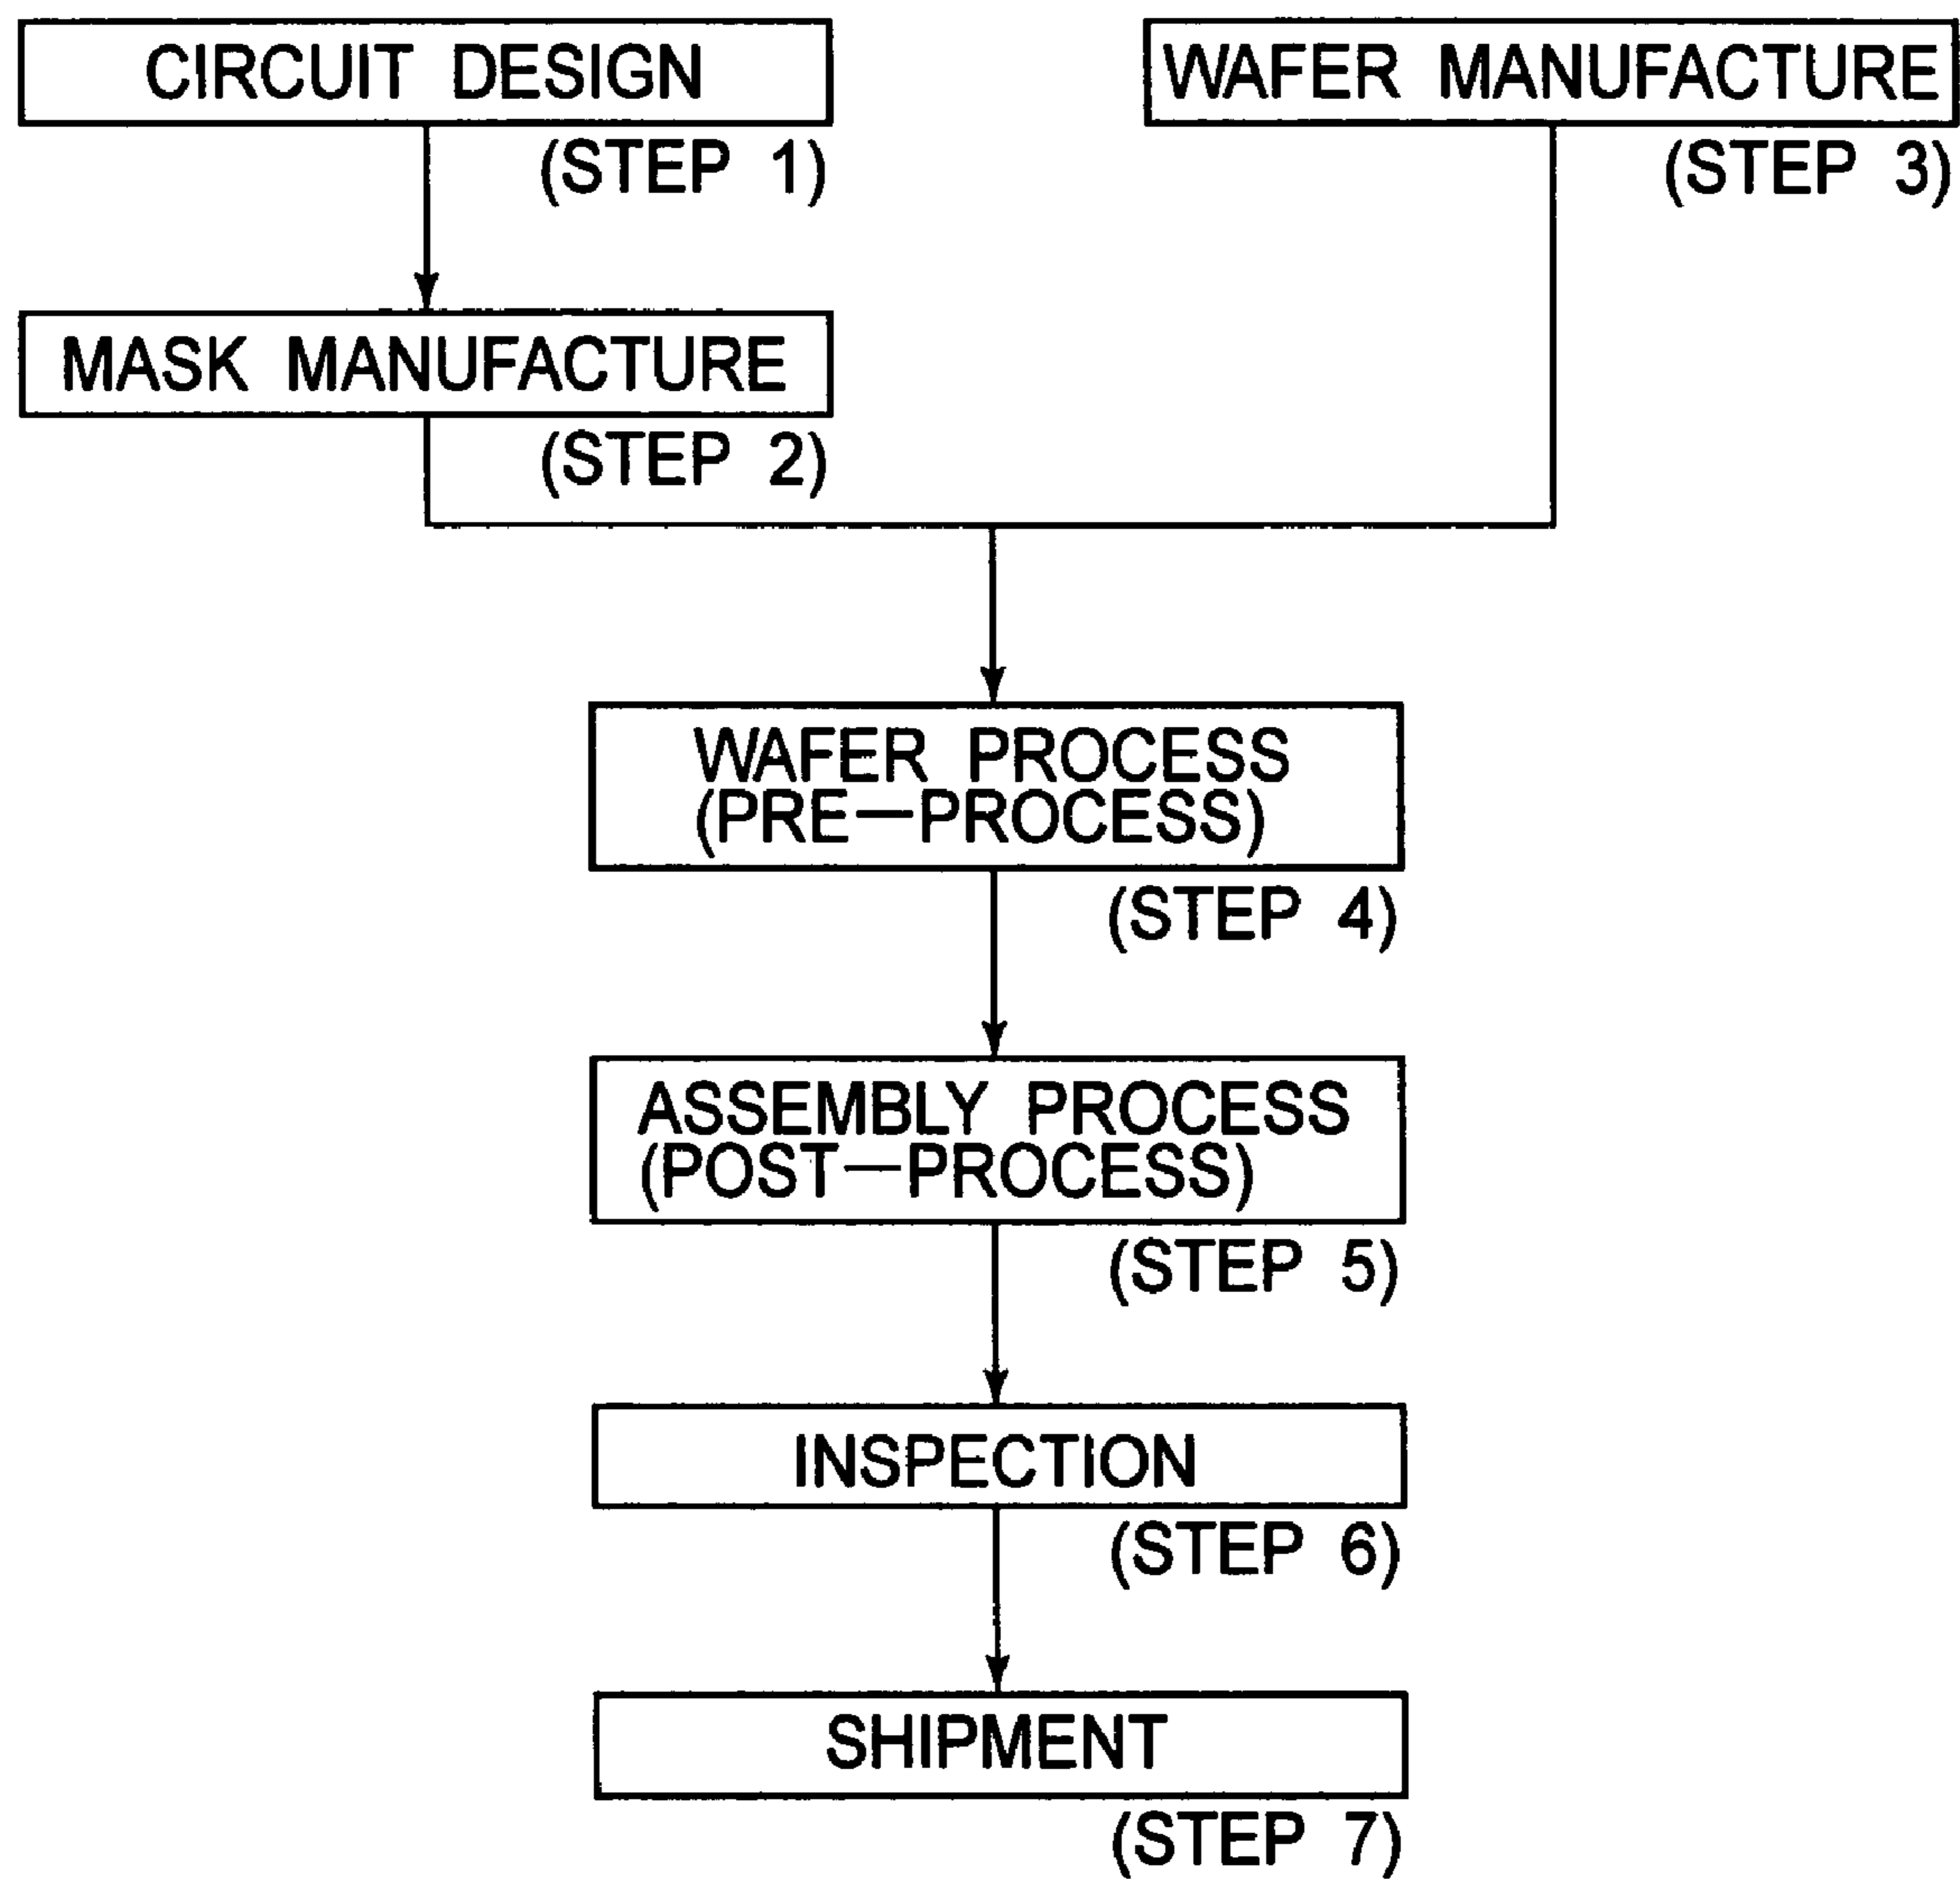 CIRCUIT DESIGN
(STEP 1)
WAFER MANUFACTURE
(STEP 3)
MASK MANUFACTURE
(STEP 2)
WAFER PROCESS
(PRE—PROCESS)
(STEP 4)
ASSEMBLY PROCESS
(POST—PROCESS)
(STEP 5)
INSPECTION
(STEP 6)
SHIPMENT
(STEP 7)